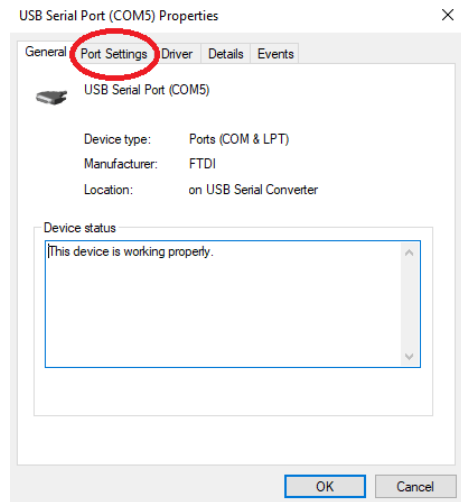 USB Serial Port (COM5) Properties
General Port Settings Driver Details Events
USB Serial Port (COM5)
Device type: Ports (COM & LPT)
Manufacturer: FTDI
Location: on USB Serial Converter
Device status
This device is working properly.
OK Cancel